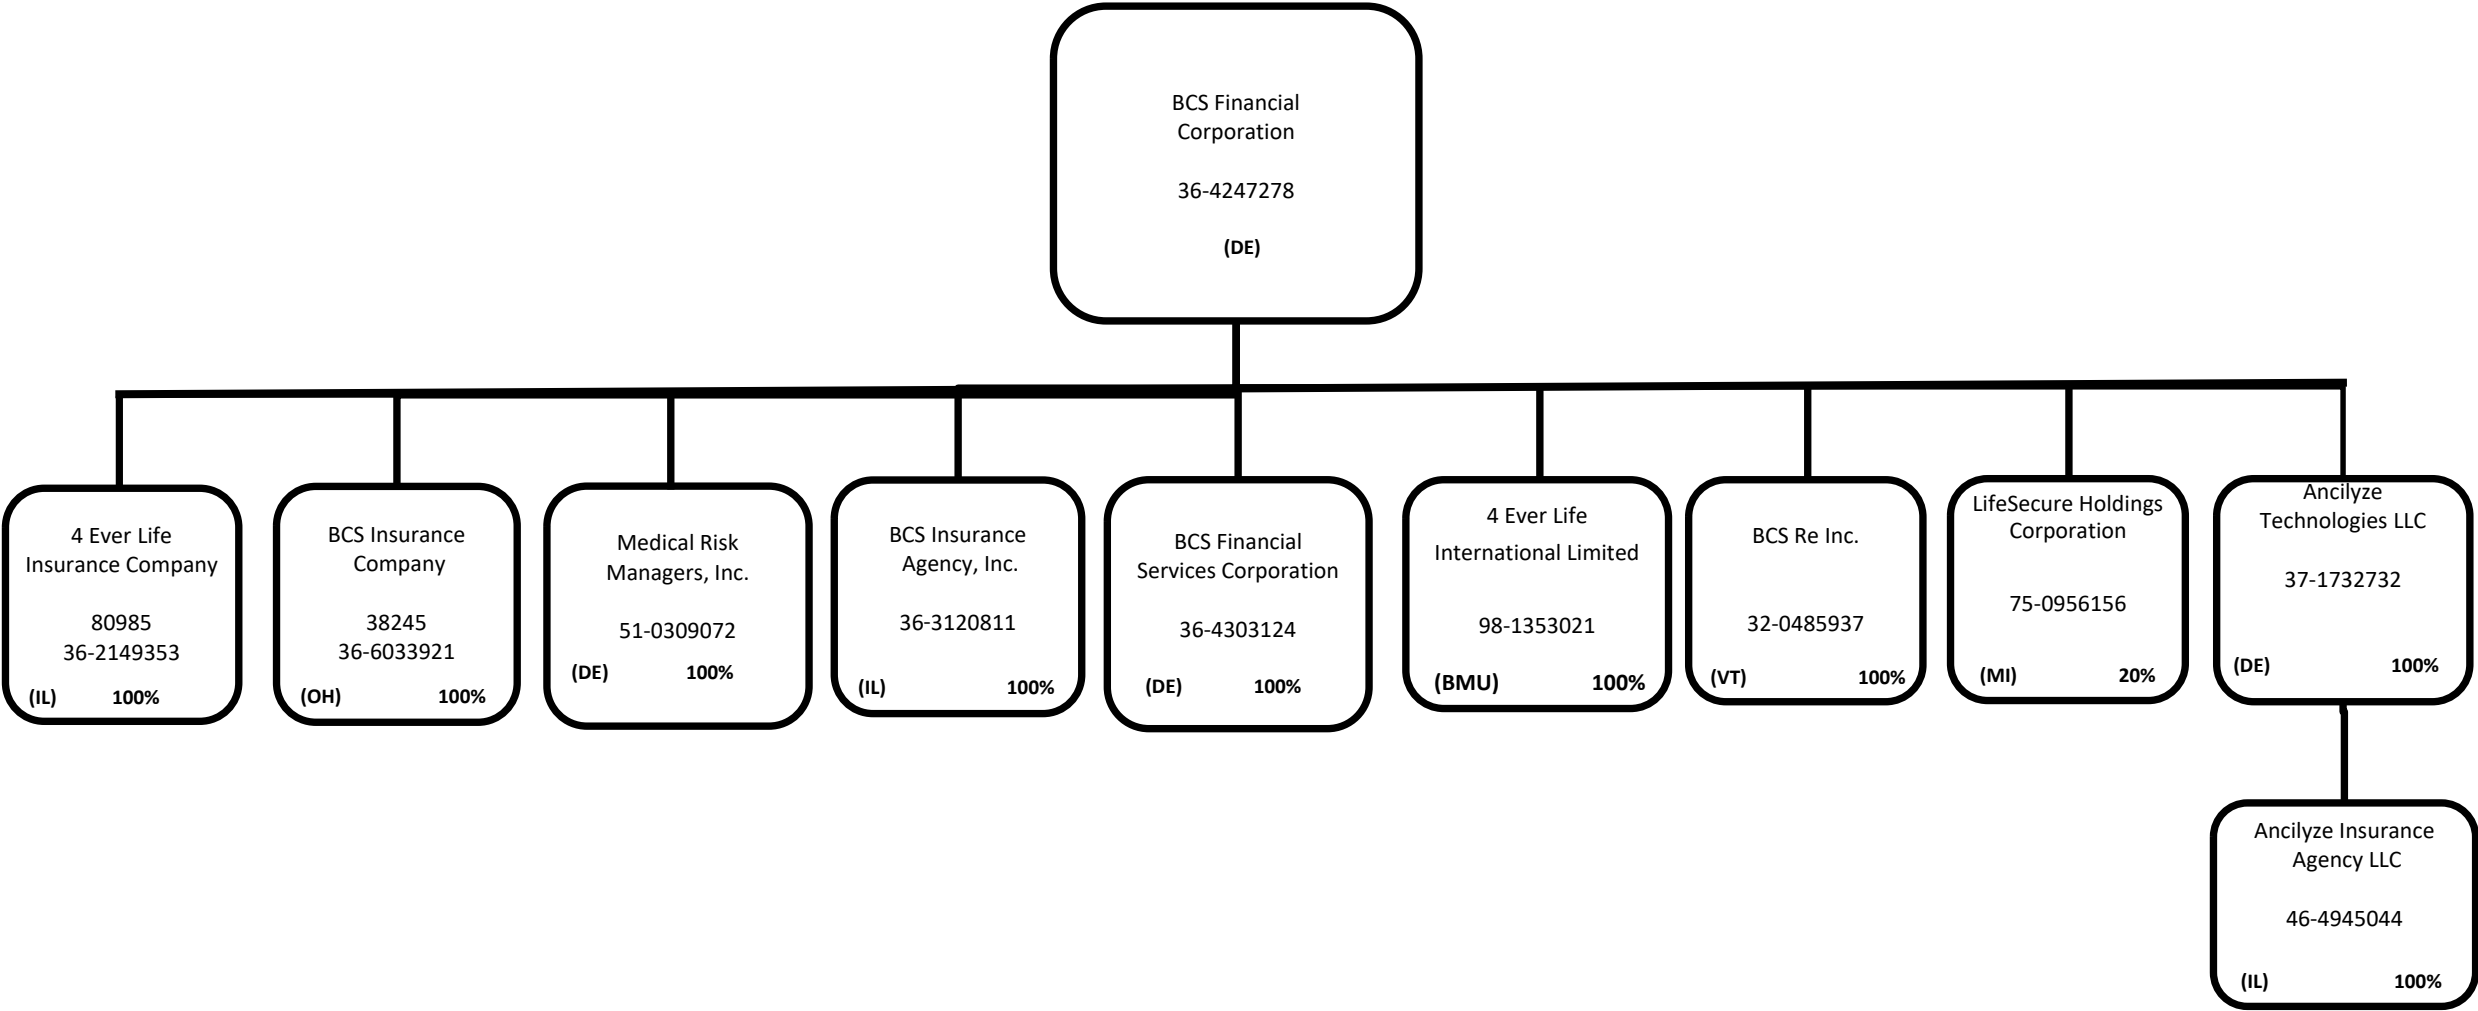 BCS Financial
Corporation
36-4247278
(DE)
4 Ever Life
Insurance Company
80985
36-2149353
(IL) 100%
BCS Insurance
Company
38245
36-6033921
(OH) 100%
Medical Risk
Managers, Inc.
51-0309072
(DE) 100%
BCS Insurance
Agency, Inc.
36-3120811
(IL) 100%
BCS Financial
Services Corporation
36-4303124
(DE) 100%
4 Ever Life
International Limited
98-1353021
(BMU) 100%
BCS Re Inc.
32-0485937
(VT) 100%
LifeSecure Holdings
Corporation
75-0956156
(MI) 20%
Ancilyze
Technologies LLC
37-1732732
(DE) 100%
Ancilyze Insurance
Agency LLC
46-4945044
(IL) 100%